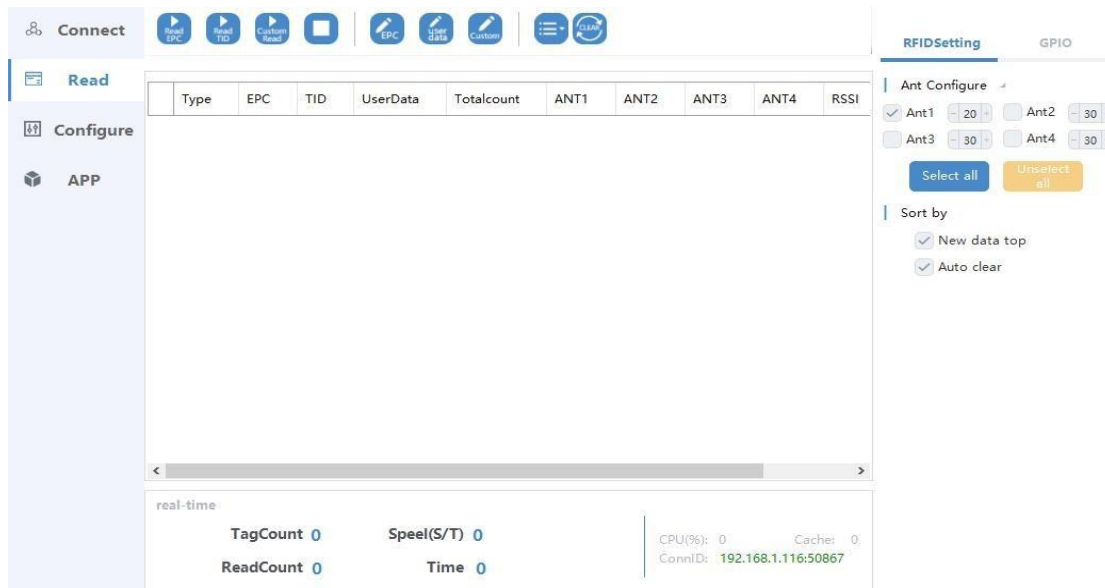 Connect
Read
Configure
APP
Read EPC
Read TID
Custom Read
EPC
user data
Custom
CLEAR
Type EPC TID UserData Totalcount ANT1 ANT2 ANT3 ANT4 RSSI
real-time
TagCount 0 Speel(S/T) 0
ReadCount 0 Time 0
CPU(%): 0 Cache: 0
ConnID: 192.168.1.116:50867
RFIDSetting GPIO
Ant Configure
Ant1 - 20 + Ant2 - 30
Ant3 - 30 + Ant4 - 30
Select all
Unselect all
Sort by
New data top
Auto clear